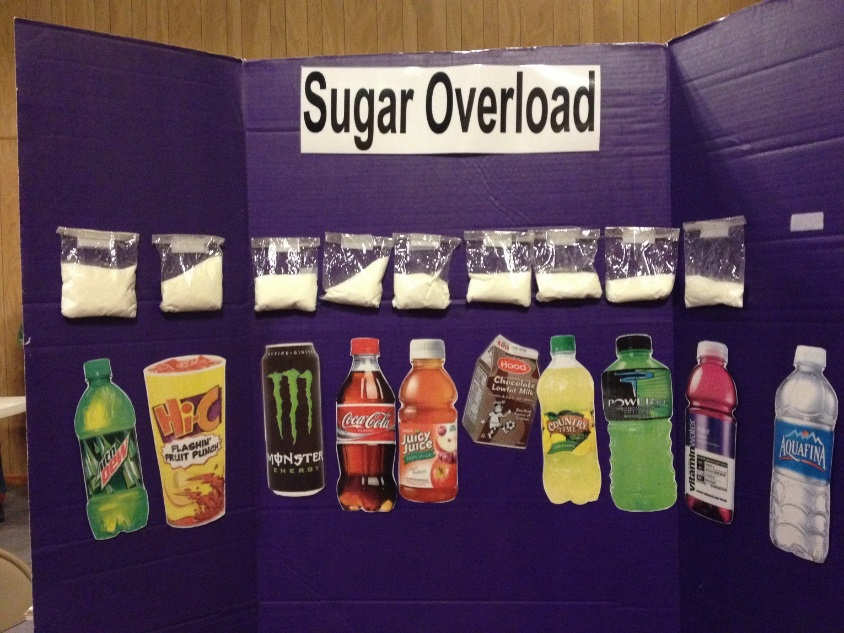 Sugar Overload
Mtn
Dew
Hi-C
FLASHIN'
FRUIT PUNCH
MONSTER
ENERGY
Coca-Cola
JUICY
JUICE
Hood
Chocolate
Lowfat Milk
COUNTRY
TIME
POWERADE
vitaminwater
AQUAFINA